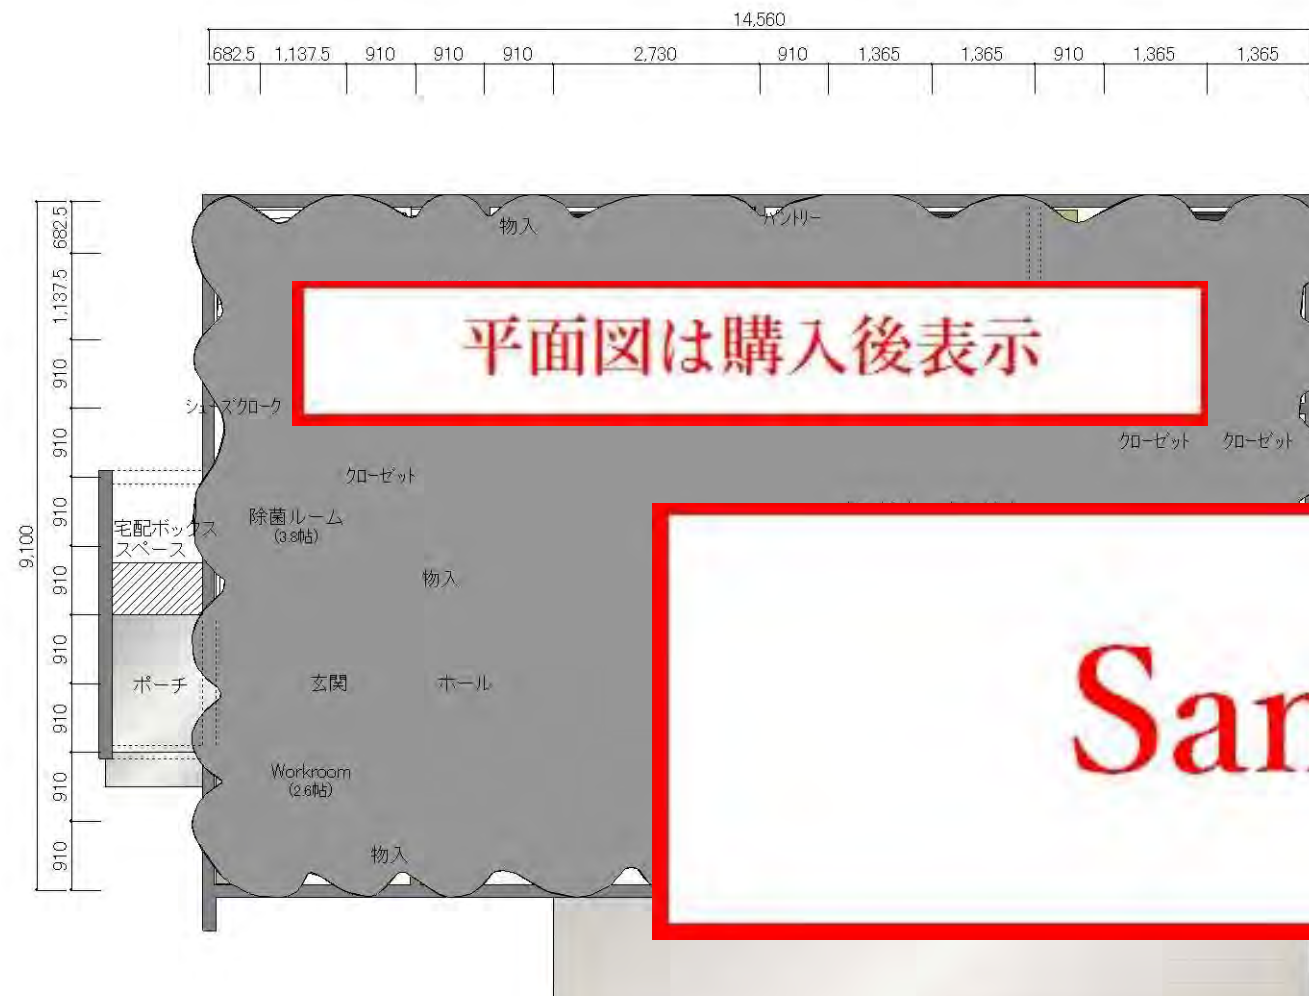 14,560
682.5 1,137.5 910 910 910 2,730 910 1,365 1,365 910 1,365 1,365
物入 パントリー
平面図は購入後表示
シューズクローク
クローゼット クローゼット
クローゼット
除菌ルーム
(3.8帖)
宅配ボックス
スペース
物入
ポーチ 玄関 ホール
Workroom
(2.6帖)
物入
San
9,100
682.5
1,137.5
910
910
910
910
910
910
910
910